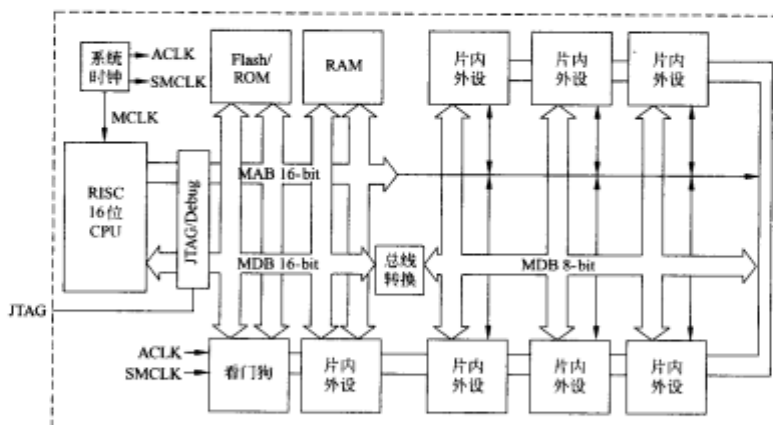 系统
时钟
ACLK
SMCLK
MCLK
Flash/
ROM
RAM
片内
外设
片内
外设
片内
外设
RISC
16位
CPU
JTAG/Debug
MAB 16-bit
MDB 16-bit
总线
转换
MDB 8-bit
JTAG
ACLK
SMCLK
看门狗
片内
外设
片内
外设
片内
外设
片内
外设